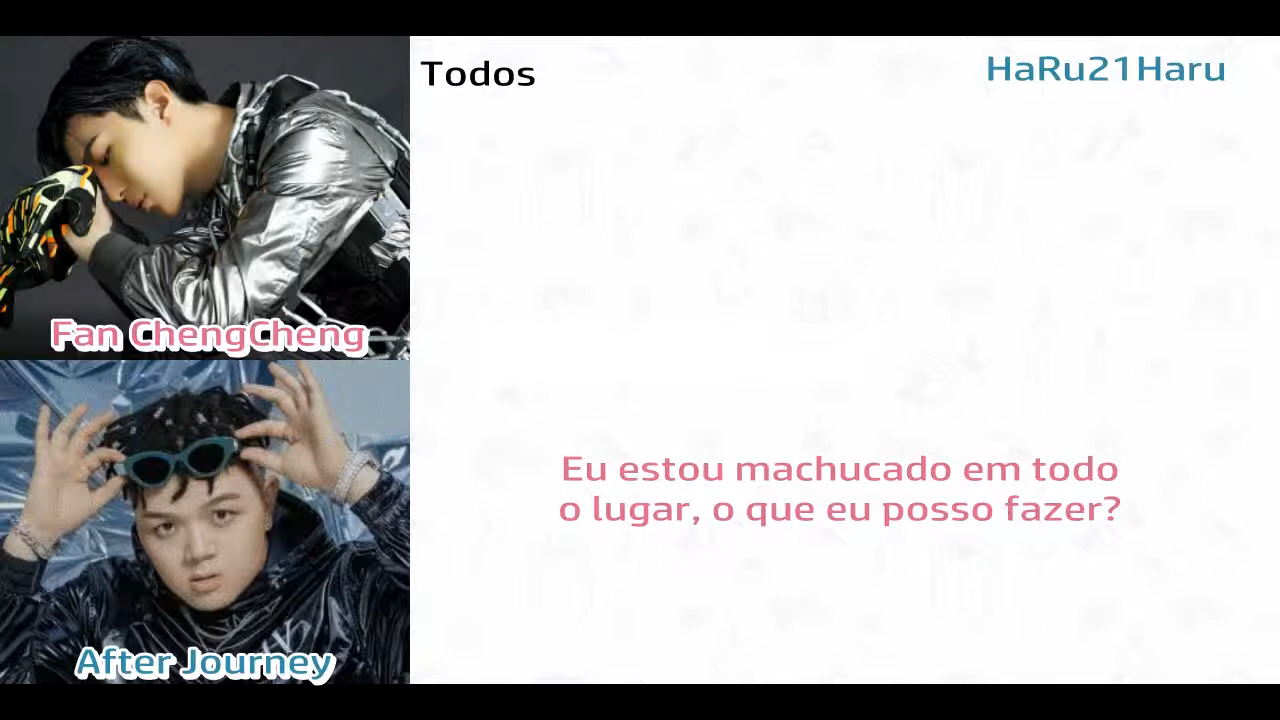 Todos
HaRu21Haru
Fan ChengCheng
Eu estou machucado em todo
o lugar, o que eu posso fazer?
After Journey